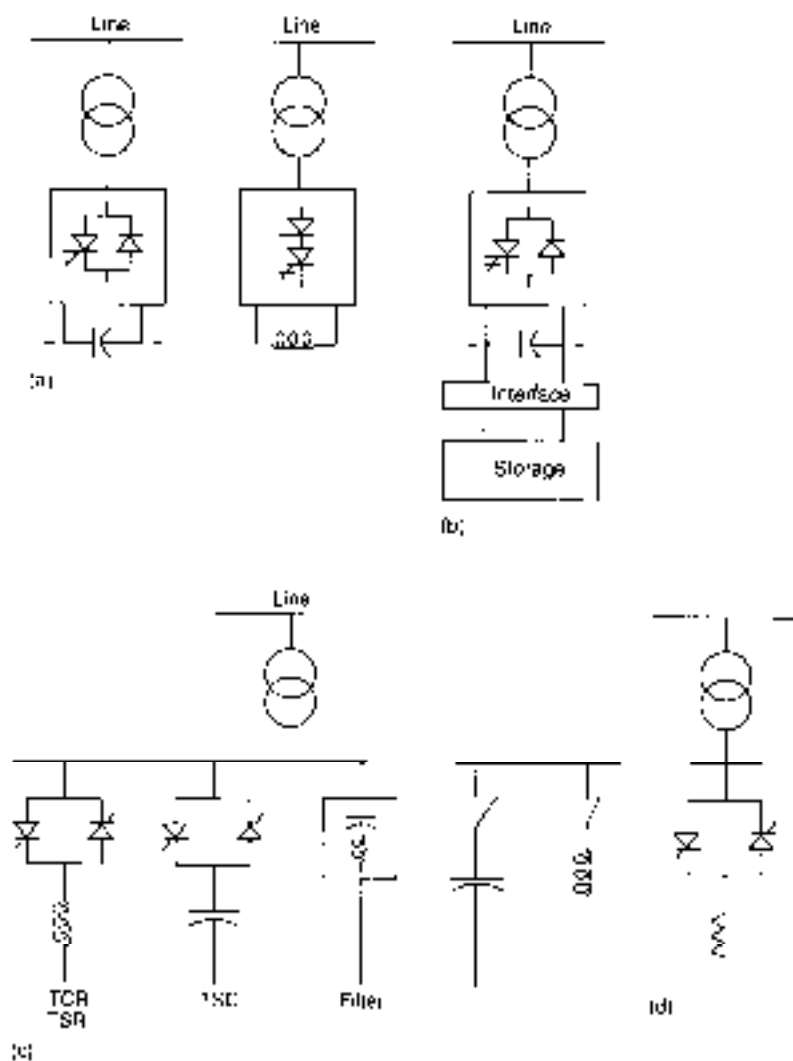 Line
Line
Line
(a)
Interface
Storage
(b)
Line
TCR
TSR
TSC
Filter
(d)
(c)